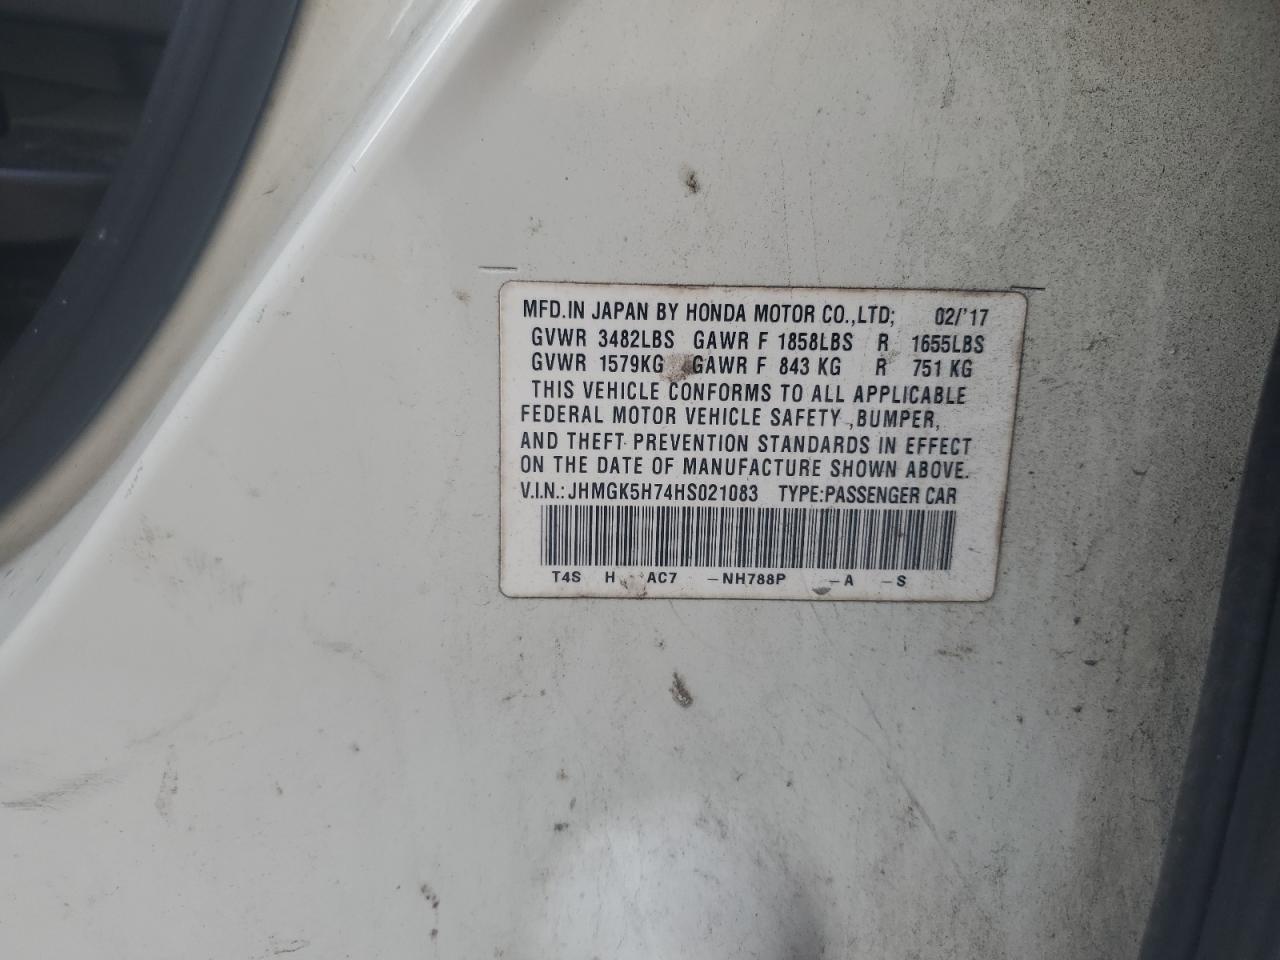 MFD.IN JAPAN BY HONDA MOTOR CO.,LTD; 02/'17
GVWR 3482LBS GAWR F 1858LBS R 1655LBS
GVWR 1579KG GAWR F 843 KG R 751 KG
THIS VEHICLE CONFORMS TO ALL APPLICABLE
FEDERAL MOTOR VEHICLE SAFETY ,BUMPER,
AND THEFT PREVENTION STANDARDS IN EFFECT
ON THE DATE OF MANUFACTURE SHOWN ABOVE.
V.I.N.: JHMGK5H74HS021083 TYPE:PASSENGER CAR
T4S H AC7 –NH788P –A –S